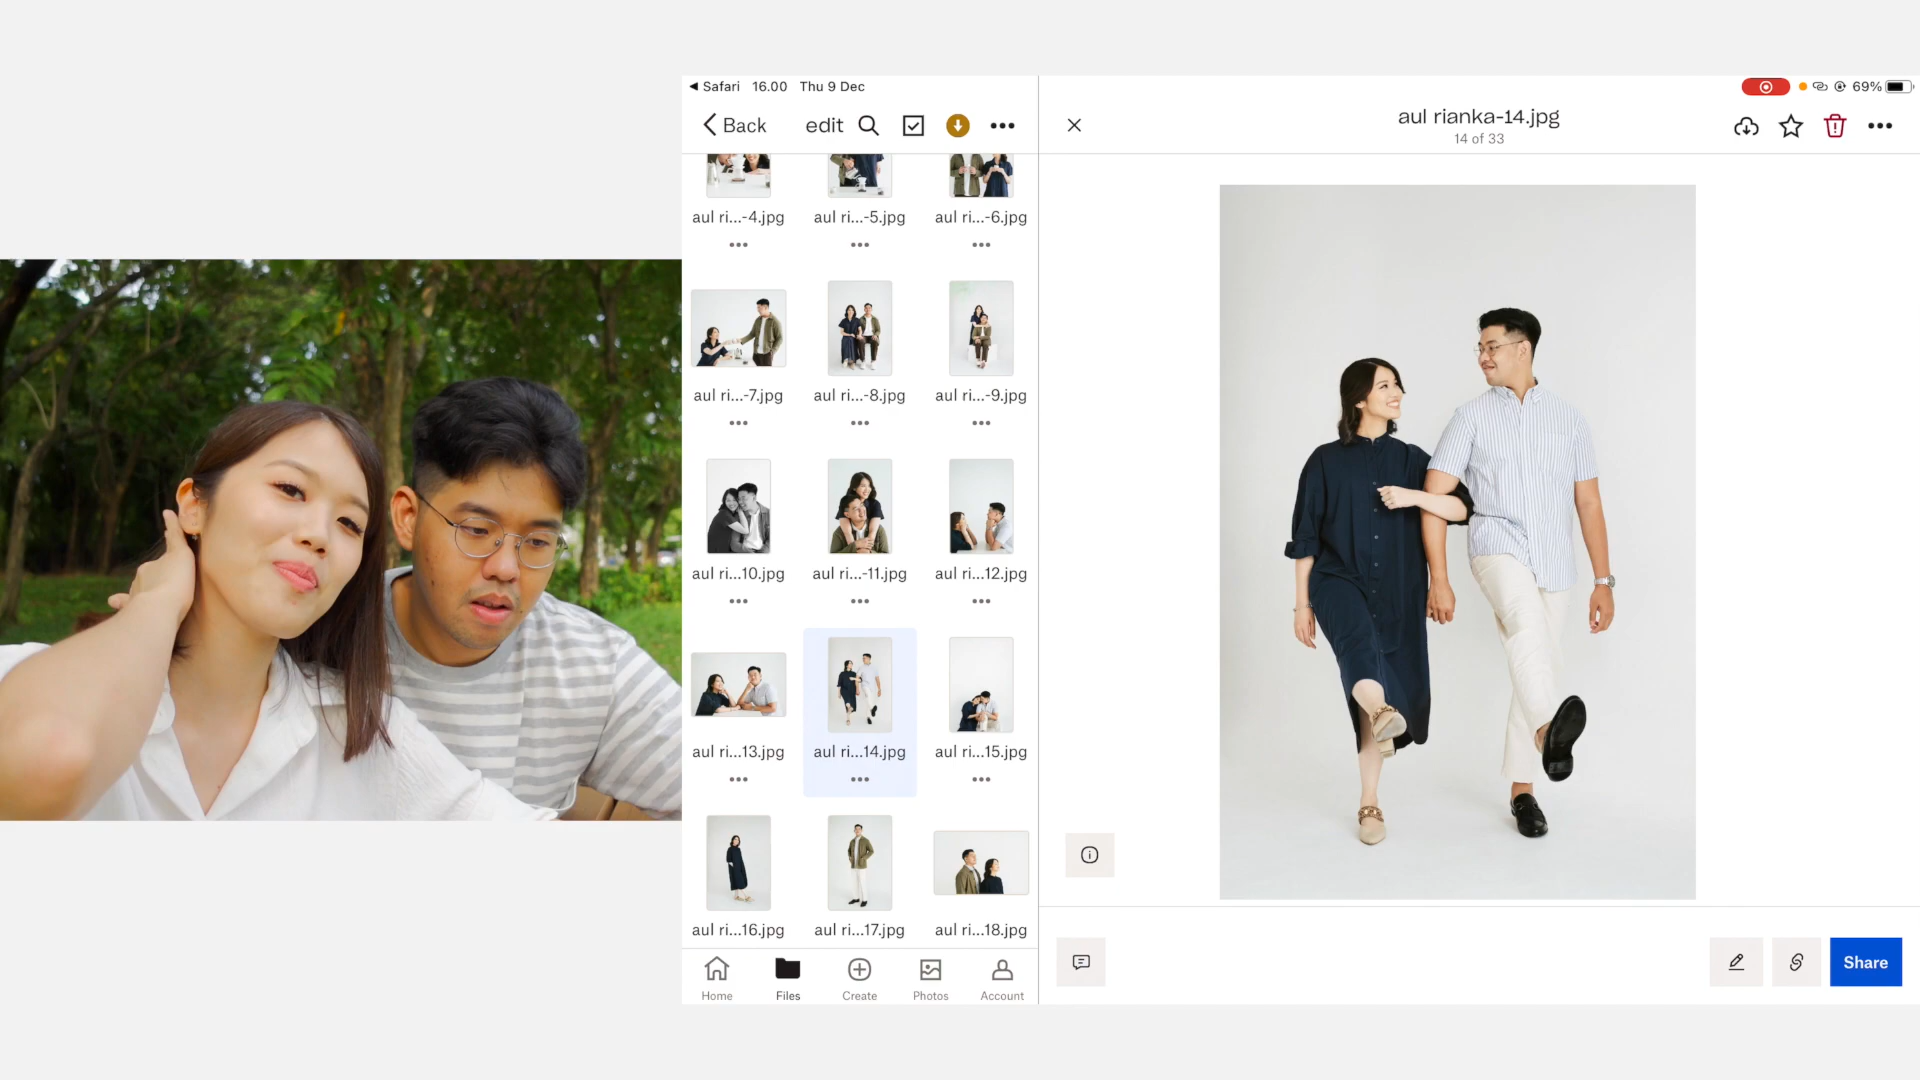 Safari 16.00 Thu 9 Dec
69%
Back edit
aul rianka-14.jpg
14 of 33
aul ri...-4.jpg aul ri...-5.jpg aul ri...-6.jpg
aul ri...-7.jpg aul ri...-8.jpg aul ri...-9.jpg
aul ri...10.jpg aul ri...-11.jpg aul ri...12.jpg
aul ri...13.jpg aul ri...14.jpg aul ri...15.jpg
aul ri...16.jpg aul ri...17.jpg aul ri...18.jpg
Home Files Create Photos Account
Share